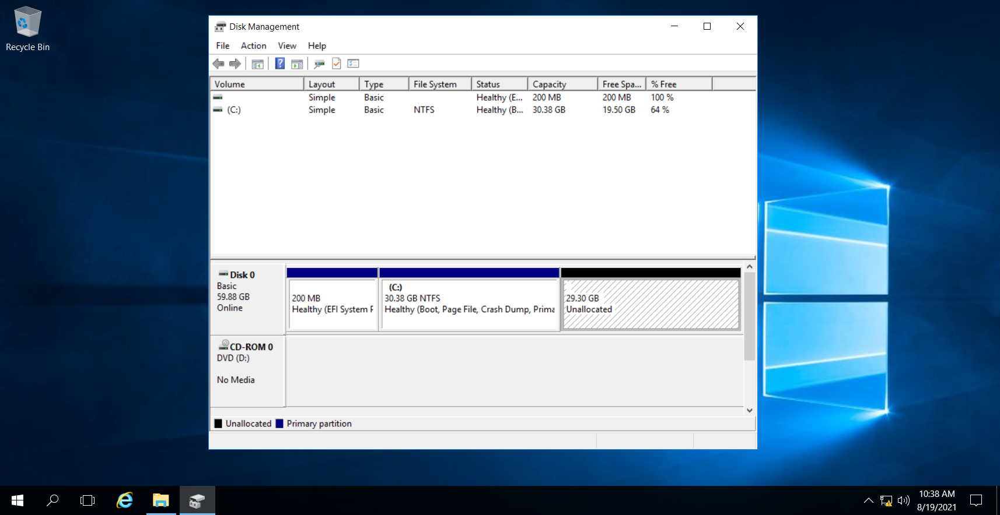 Recycle Bin
Disk Management
File Action View Help
Volume Layout Type File System Status Capacity Free Spa... % Free
Simple Basic Healthy (E... 200 MB 200 MB 100 %
(C:) Simple Basic NTFS Healthy (B... 30.38 GB 19.50 GB 64 %
Disk 0
Basic
59.88 GB
Online
200 MB
Healthy (EFI System P
(C:)
30.38 GB NTFS
Healthy (Boot, Page File, Crash Dump, Prima
29.30 GB
Unallocated
CD-ROM 0
DVD (D:)
No Media
Unallocated Primary partition
10:38 AM
8/19/2021